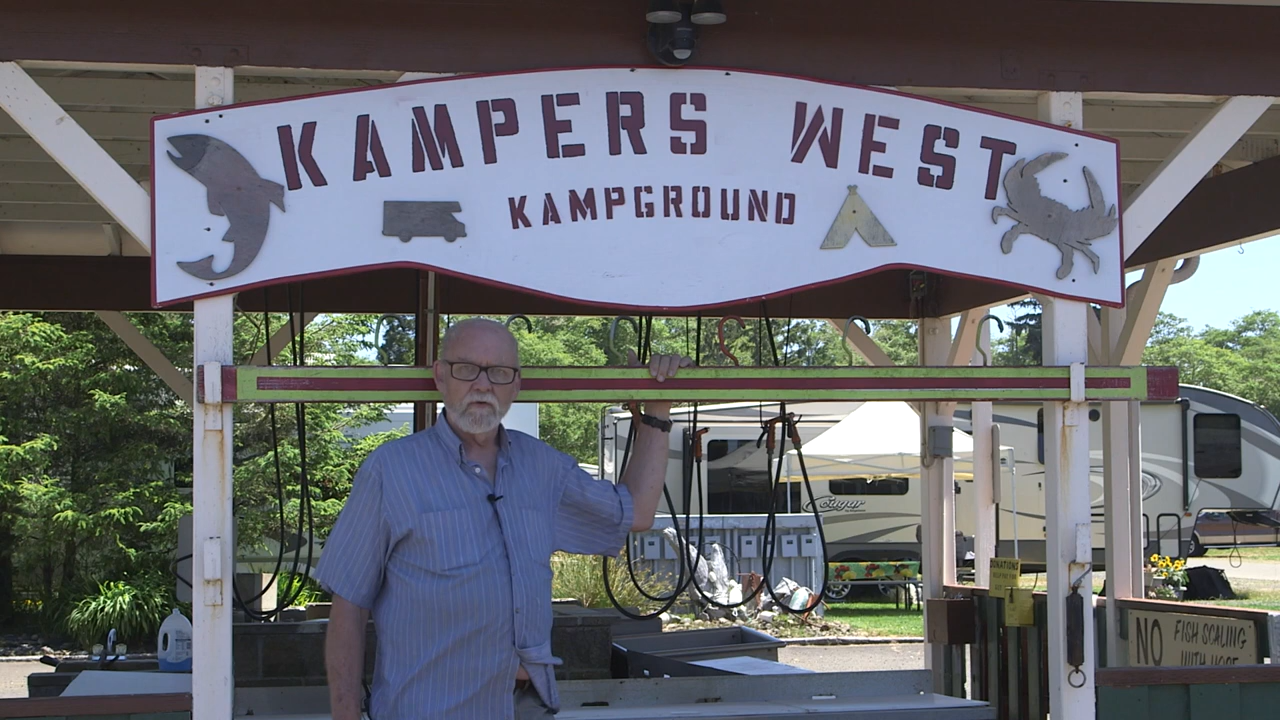 KAMPERS WEST
KAMPGROUND
Cougar
DONATIONS
NO FISH SCALING
WITH HOSE